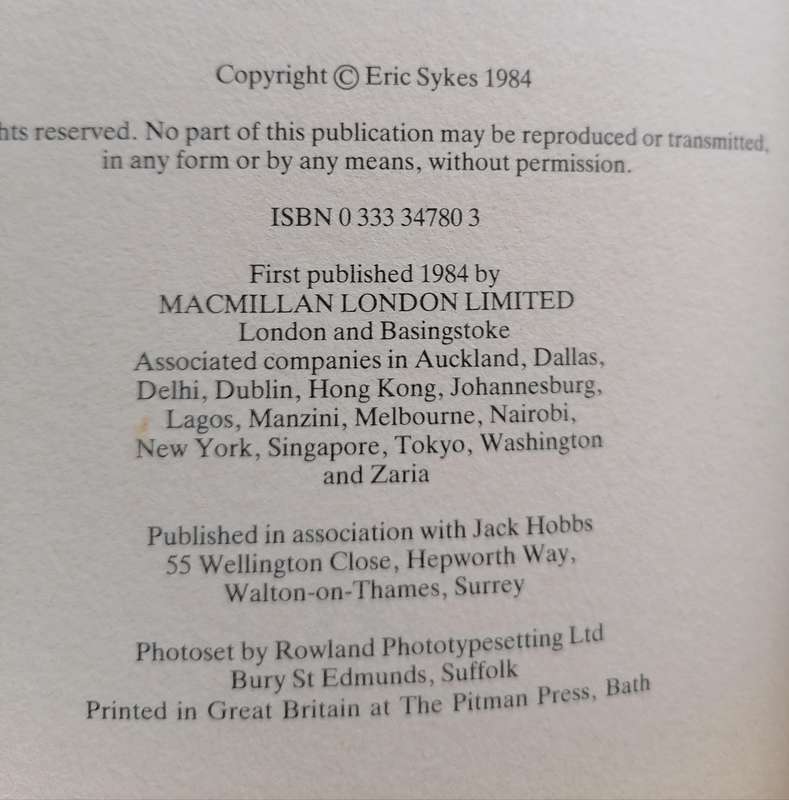 Copyright © Eric Sykes 1984
hts reserved. No part of this publication may be reproduced or transmitted,
in any form or by any means, without permission.
ISBN 0 333 34780 3
First published 1984 by
MACMILLAN LONDON LIMITED
London and Basingstoke
Associated companies in Auckland, Dallas,
Delhi, Dublin, Hong Kong, Johannesburg,
Lagos, Manzini, Melbourne, Nairobi,
New York, Singapore, Tokyo, Washington
and Zaria
Published in association with Jack Hobbs
55 Wellington Close, Hepworth Way,
Walton-on-Thames, Surrey
Photoset by Rowland Phototypesetting Ltd
Bury St Edmunds, Suffolk
Printed in Great Britain at The Pitman Press, Bath